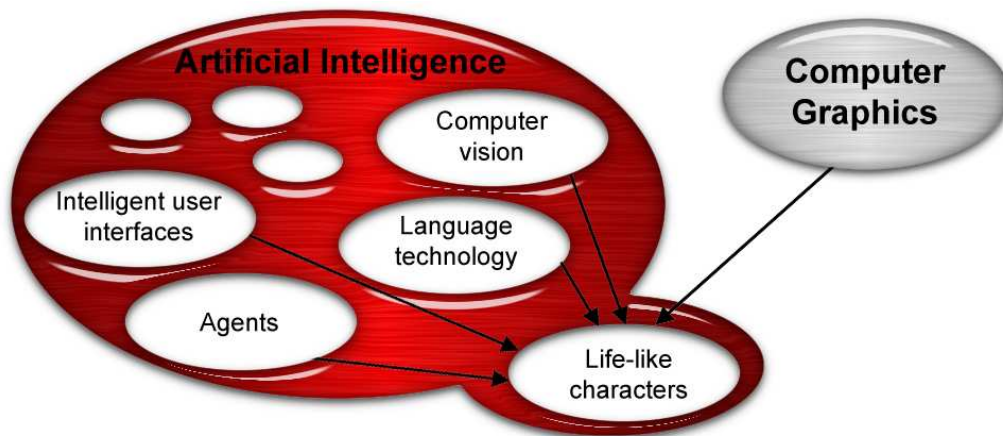 Artificial Intelligence
Computer
Graphics
Computer
vision
Intelligent user
interfaces
Language
technology
Agents
Life-like
characters